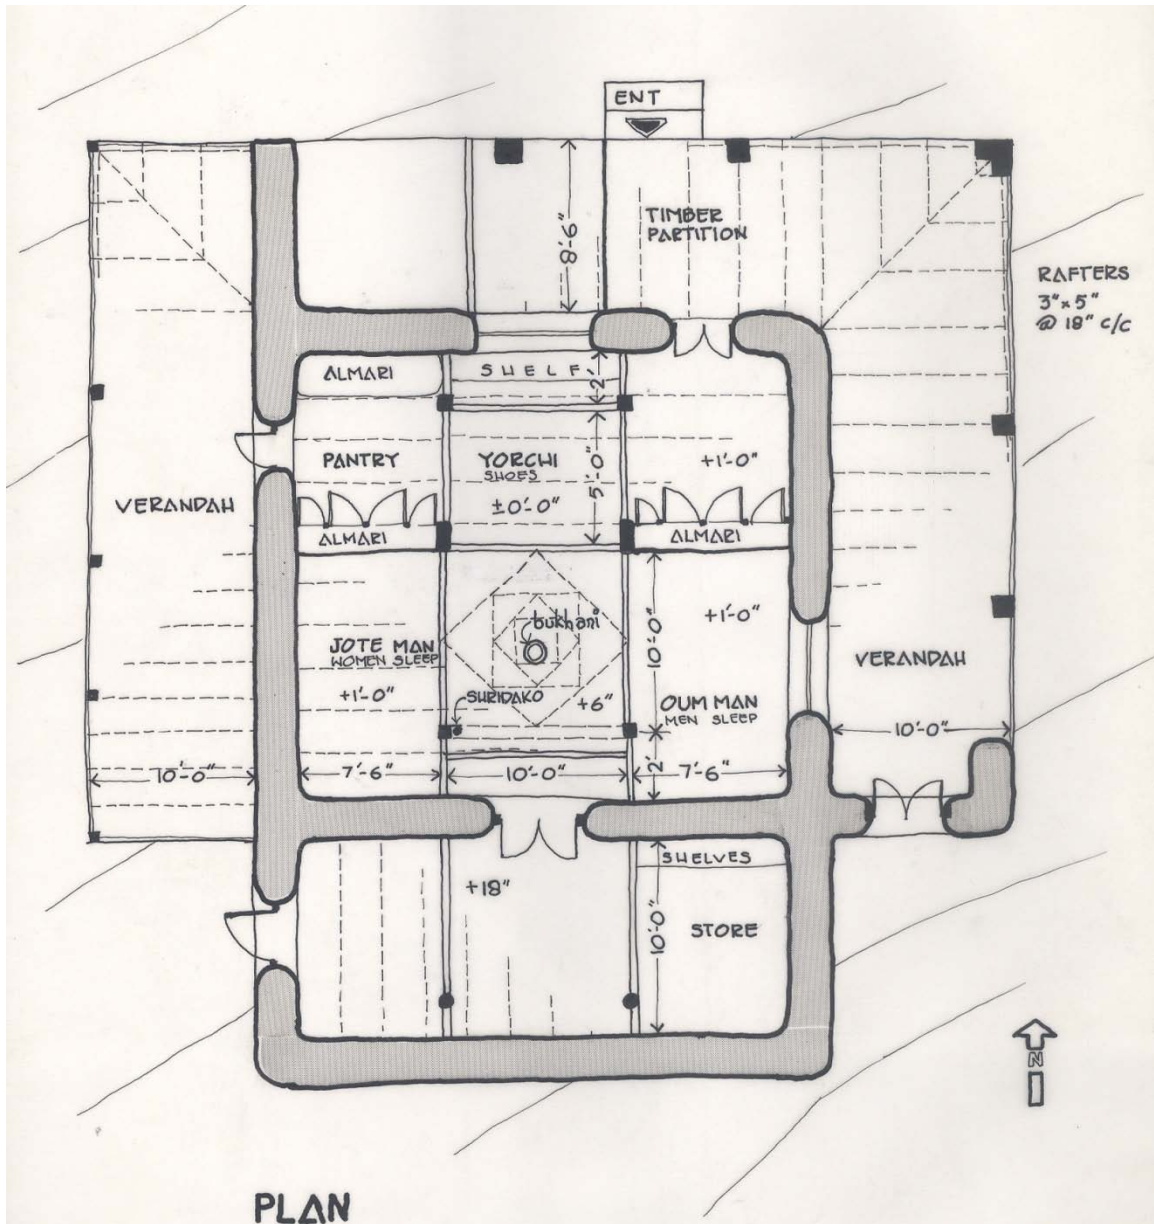 ENT
TIMBER
PARTITION
8'-6"
RAFTERS
3"x5"
@ 18" c/c
ALMARI
SHELF
2'
PANTRY
YORCHI
SHOES
±0'-0"
5'-0"
+1'-0"
VERANDAH
ALMARI
ALMARI
bukhari
JOTE MAN
WOMEN SLEEP
+1'-0"
SHRIDAKO
+6"
10'-0"
+1'-0"
OUM MAN
MEN SLEEP
VERANDAH
10'-0"
7'-6"
10'-0"
2'
7'-6"
10'-0"
+18"
SHELVES
10'-0"
STORE
N
PLAN